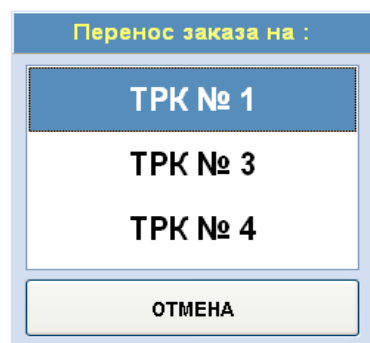 Перенос заказа на :
ТРК № 1
ТРК № 3
ТРК № 4
ОТМЕНА